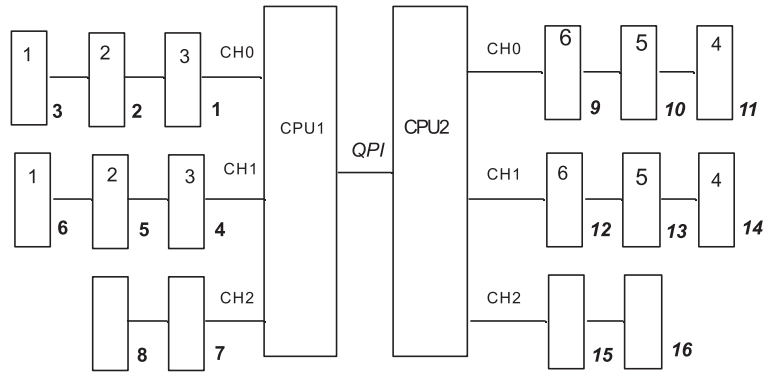 1 2 3 CH0 CH0 6 5 4
3 2 1 9 10 11
CPU1 QPI CPU2
1 2 3 CH1 CH1 6 5 4
6 5 4 12 13 14
CH2 CH2
8 7 15 16